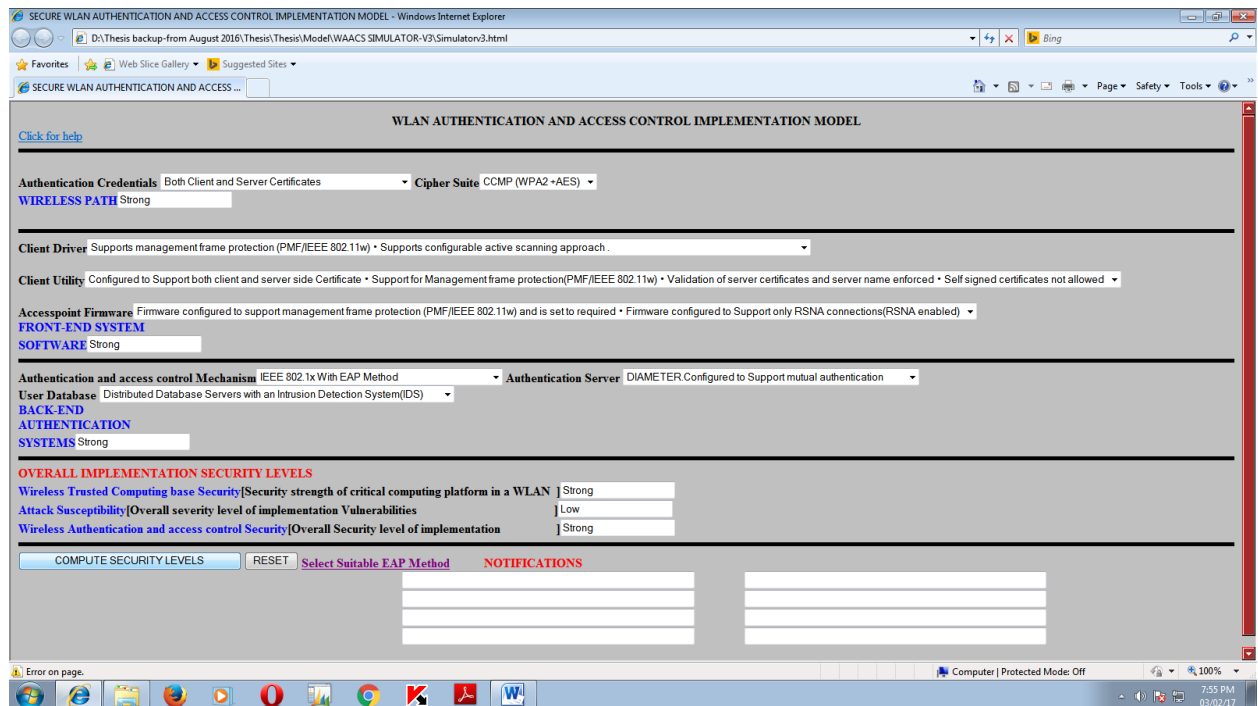 SECURE WLAN AUTHENTICATION AND ACCESS CONTROL IMPLEMENTATION MODEL - Windows Internet Explorer
D:\Thesis backup-from August 2016\Thesis\Thesis\Model\WAACS SIMULATOR-V3\Simulatorv3.html
Bing
Favorites Web Slice Gallery Suggested Sites
SECURE WLAN AUTHENTICATION AND ACCESS ... Page Safety Tools
WLAN AUTHENTICATION AND ACCESS CONTROL IMPLEMENTATION MODEL
Click for help
Authentication Credentials Both Client and Server Certificates Cipher Suite CCMP (WPA2 +AES)
WIRELESS PATH Strong
Client Driver Supports management frame protection (PMF/IEEE 802.11w) • Supports configurable active scanning approach .
Client Utility Configured to Support both client and server side Certificate • Support for Management frame protection(PMF/IEEE 802.11w) • Validation of server certificates and server name enforced • Self signed certificates not allowed
Accesspoint Firmware Firmware configured to support management frame protection (PMF/IEEE 802.11w) and is set to required • Firmware configured to Support only RSNA connections(RSNA enabled)
FRONT-END SYSTEM
SOFTWARE Strong
Authentication and access control Mechanism IEEE 802.1x With EAP Method Authentication Server DIAMETER.Configured to Support mutual authentication
User Database Distributed Database Servers with an Intrusion Detection System(IDS)
BACK-END
AUTHENTICATION
SYSTEMS Strong
OVERALL IMPLEMENTATION SECURITY LEVELS
Wireless Trusted Computing base Security[Security strength of critical computing platform in a WLAN ] Strong
Attack Susceptibility[Overall severity level of implementation Vulnerabilities ] Low
Wireless Authentication and access control Security[Overall Security level of implementation ] Strong
COMPUTE SECURITY LEVELS RESET Select Suitable EAP Method NOTIFICATIONS
Error on page. Computer | Protected Mode: Off 100%
7:55 PM
03/02/17